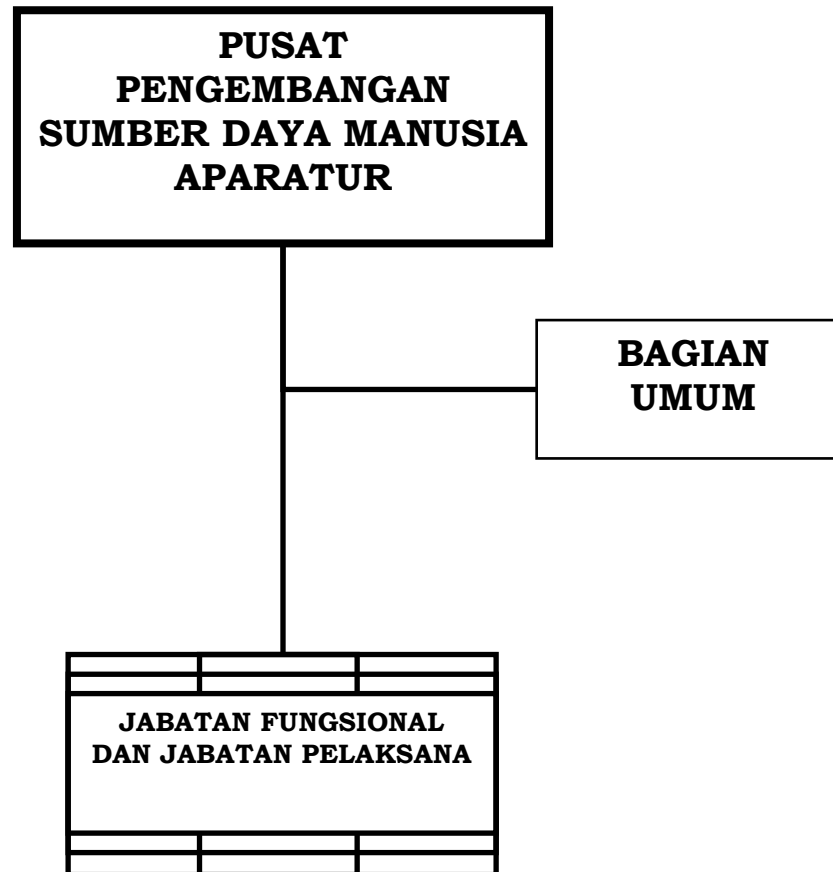 PUSAT
PENGEMBANGAN
SUMBER DAYA MANUSIA
APARATUR
BAGIAN
UMUM
JABATAN FUNGSIONAL
DAN JABATAN PELAKSANA